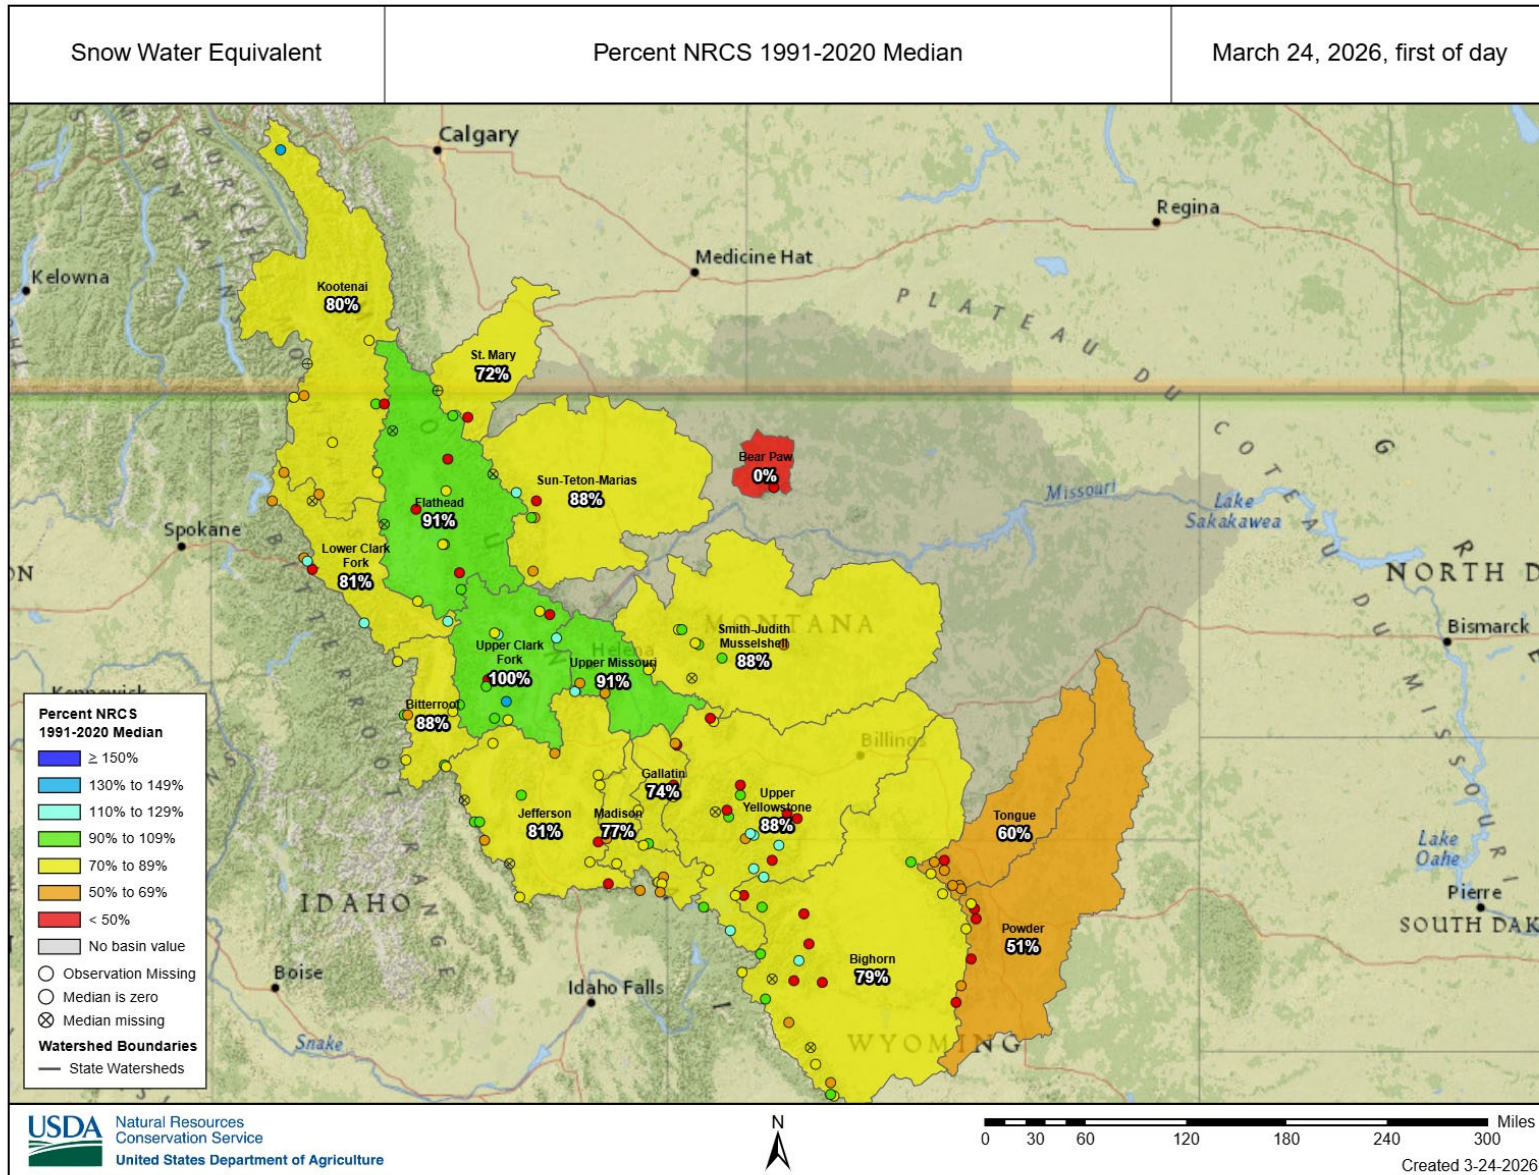 Snow Water Equivalent
Percent NRCS 1991-2020 Median
March 24, 2026, first of day
Calgary
Regina
Medicine Hat
Kelowna
Kootenai
80%
PLATEAU DU COTEAU DU MISSOURI
St. Mary
72%
Bear Paw
0%
Sun-Teton-Marias
88%
Missouri
Lake
Sakakawea
Flathead
91%
Spokane
Lower Clark
Fork
81%
NORTH D
MONTANA
Smith-Judith
Musselshell
88%
Bismarck
Helena
Upper Clark
Fork
100%
Upper Missouri
91%
Kennewick
BITTERROOT RANGE
Bitterroot
88%
Billings
Gallatin
74%
Upper
Yellowstone
88%
Jefferson
81%
Madison
77%
Tongue
60%
Lake
Oahe
Pierre
SOUTH DAK
IDAHO
Powder
51%
Bighorn
79%
Boise
Idaho Falls
Snake
WYOMING
Percent NRCS
1991-2020 Median
≥ 150%
130% to 149%
110% to 129%
90% to 109%
70% to 89%
50% to 69%
< 50%
No basin value
Observation Missing
Median is zero
Median missing
Watershed Boundaries
State Watersheds
USDA
Natural Resources
Conservation Service
United States Department of Agriculture
N
Miles
0 30 60 120 180 240 300
Created 3-24-2026